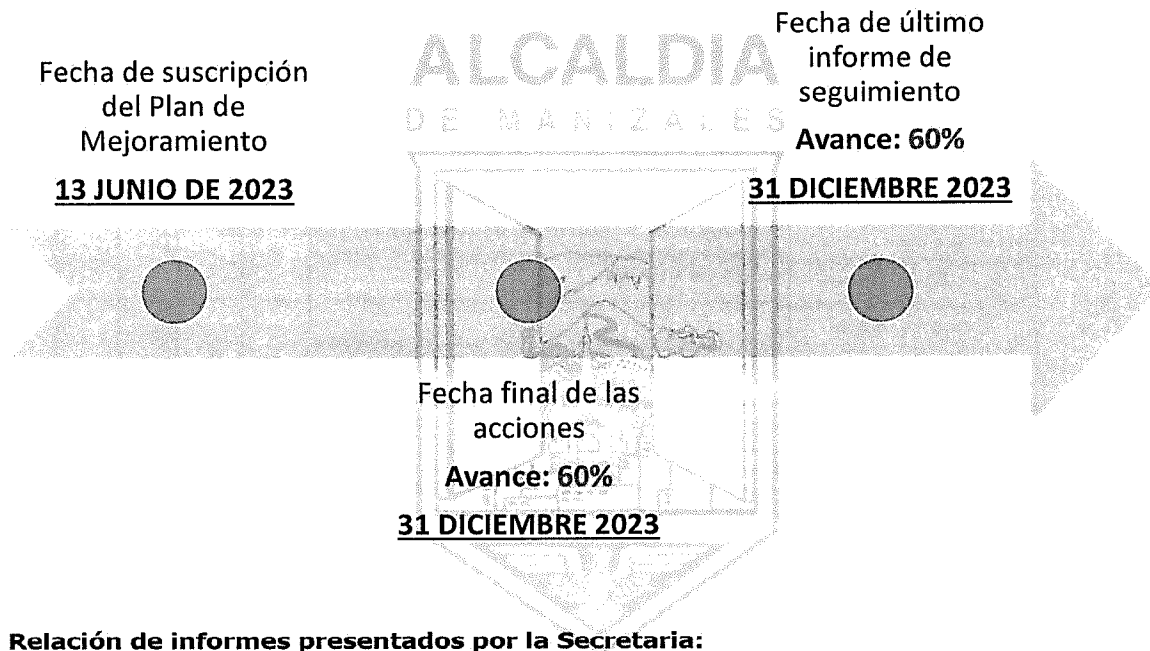 ALCALDIA
DE MANIZALES
Fecha de suscripción
del Plan de
Mejoramiento
13 JUNIO DE 2023
Fecha de último
informe de
seguimiento
Avance: 60%
31 DICIEMBRE 2023
Fecha final de las
acciones
Avance: 60%
31 DICIEMBRE 2023
Relación de informes presentados por la Secretaria: